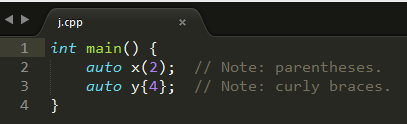 j.cpp ×
1 int main() {
2     auto x(2);  // Note: parentheses.
3     auto y{4};  // Note: curly braces.
4 }